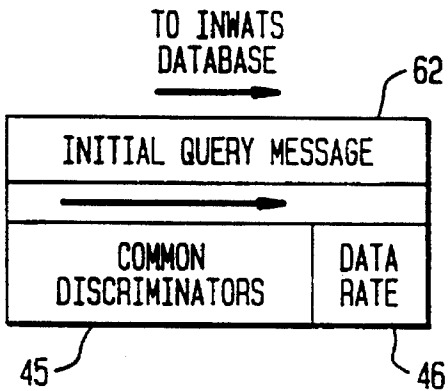 TO INWATS
DATABASE
62
INITIAL QUERY MESSAGE
COMMON
DISCRIMINATORS
DATA
RATE
45
46